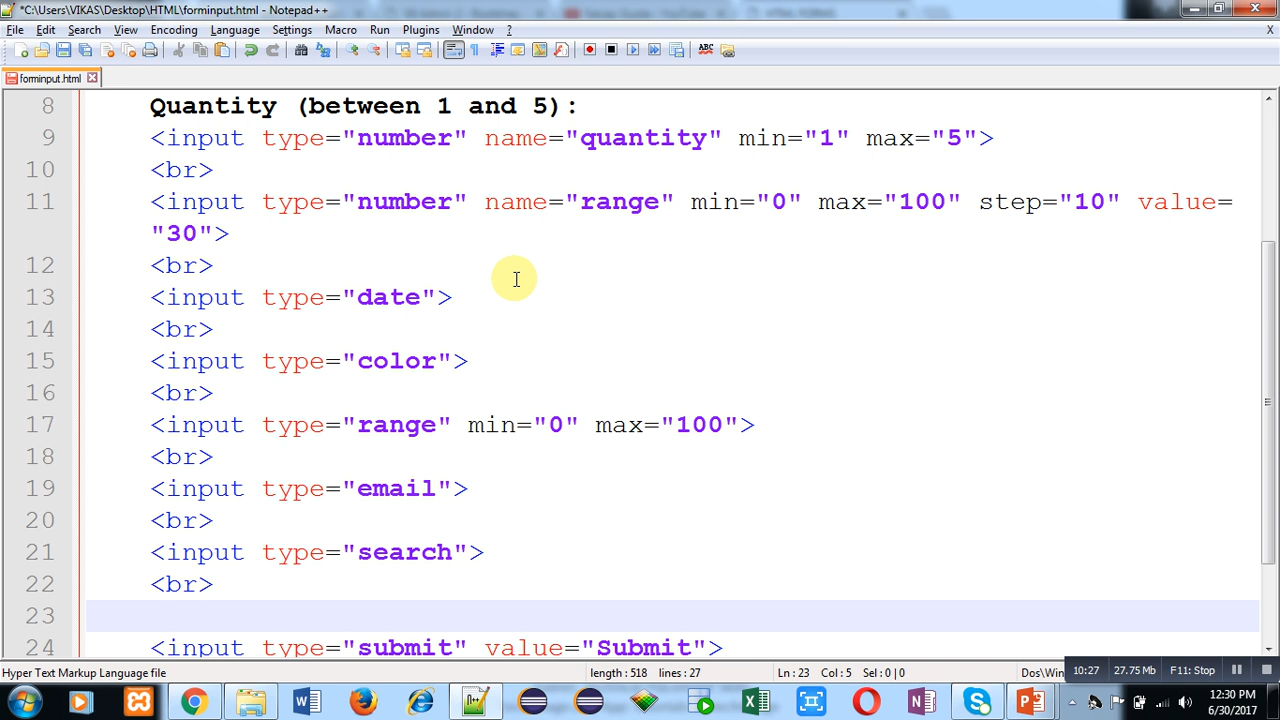 *C:\Users\VIKAS\Desktop\HTML\forminput.html - Notepad++
File Edit Search View Encoding Language Settings Macro Run Plugins Window ? X
ABC
forminput.html
8 Quantity (between 1 and 5):
9 <input type="number" name="quantity" min="1" max="5">
10 <br>
11 <input type="number" name="range" min="0" max="100" step="10" value=
"30">
12 <br>
13 <input type="date">
14 <br>
15 <input type="color">
16 <br>
17 <input type="range" min="0" max="100">
18 <br>
19 <input type="email">
20 <br>
21 <input type="search">
22 <br>
23
24 <input type="submit" value="Submit">
Hyper Text Markup Language file length : 518 lines : 27 Ln : 23 Col : 5 Sel : 0 | 0 Dos\Win
10:27 27.75 Mb F11: Stop
12:30 PM
6/30/2017